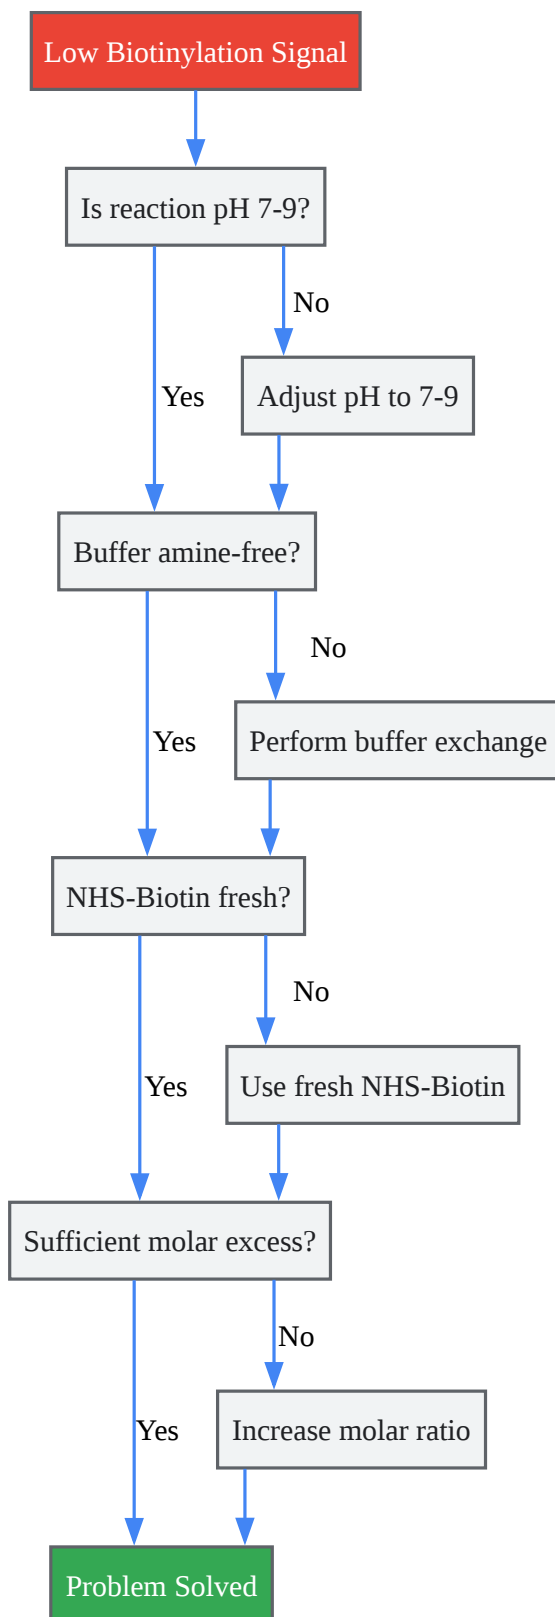 Low Biotinylation Signal
Is reaction pH 7-9?
No
Yes
Adjust pH to 7-9
Buffer amine-free?
No
Yes
Perform buffer exchange
NHS-Biotin fresh?
No
Yes
Use fresh NHS-Biotin
Sufficient molar excess?
No
Yes
Increase molar ratio
Problem Solved